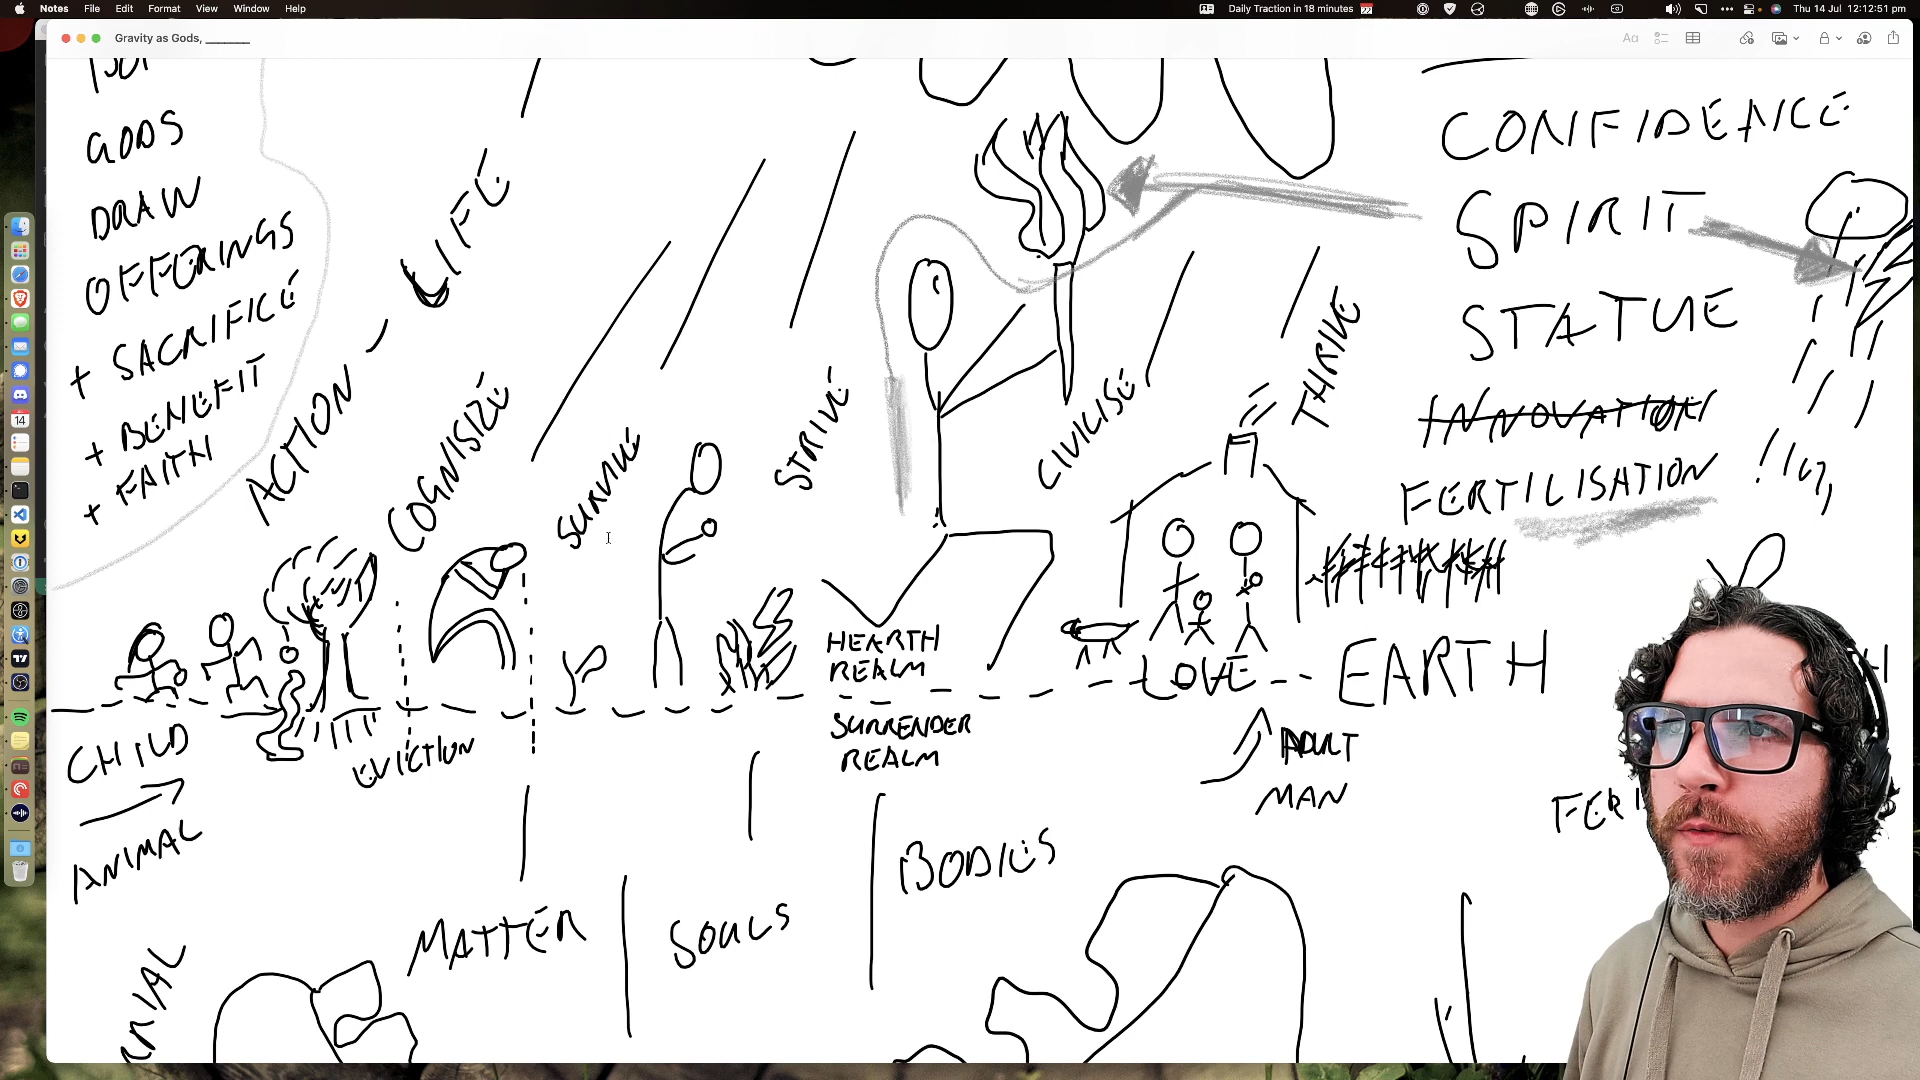 Notes File Edit Format View Window Help
Daily Traction in 18 minutes
Thu 14 Jul 12:12:51 pm
Gravity as Gods, ______
GODS
DRAW
OFFERINGS
+ SACRIFICE
+ BENEFIT
+ FAITH
ACTION - LIFE
COGNISIZE
SURVIVE
STRIVE
CIVILISE
THRIVE
CONFIDENCE
SPIRIT
STATUE
INNOVATION
FERTILISATION
HEARTH
REALM
LOVE
EARTH
SURRENDER
REALM
CHILD
ANIMAL
EVICTION
ADULT
MAN
BODIES
MATTER
SOULS